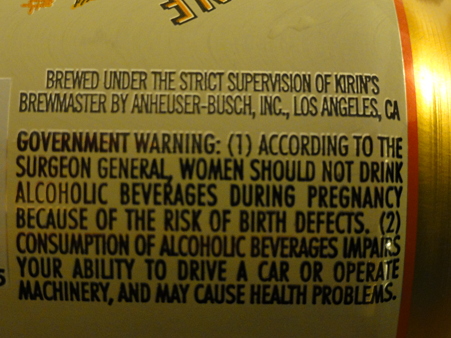 BREWED UNDER THE STRICT SUPERVISION OF KIRIN'S
BREWMASTER BY ANHEUSER-BUSCH, INC., LOS ANGELES, CA
GOVERNMENT WARNING: (1) ACCORDING TO THE
SURGEON GENERAL, WOMEN SHOULD NOT DRINK
ALCOHOLIC BEVERAGES DURING PREGNANCY
BECAUSE OF THE RISK OF BIRTH DEFECTS. (2)
CONSUMPTION OF ALCOHOLIC BEVERAGES IMPAIRS
YOUR ABILITY TO DRIVE A CAR OR OPERATE
MACHINERY, AND MAY CAUSE HEALTH PROBLEMS.